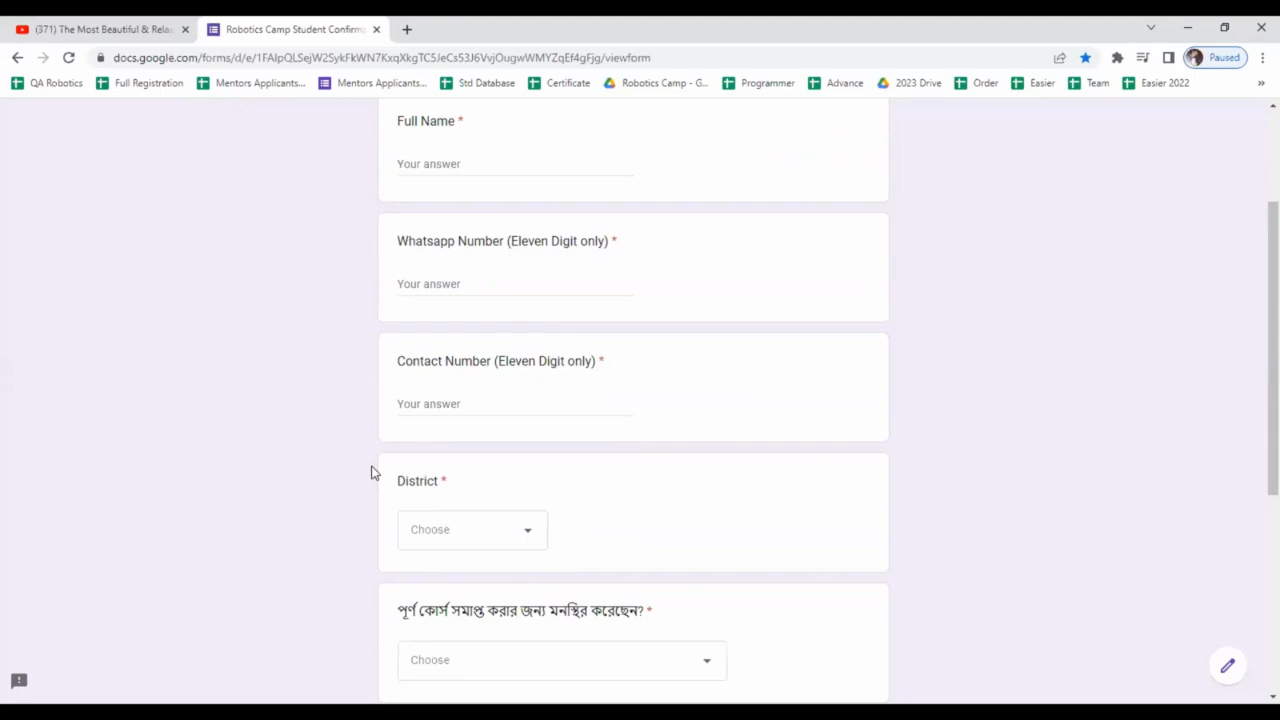 (371) The Most Beautiful & Rela
Robotics Camp Student Confirma
docs.google.com/forms/d/e/1FAIpQLSejW2SykFkWN7KxqXkgTC5JeCs53J6VvjOugwWMYZqEf4gFjg/viewform
Paused
QA Robotics
Full Registration
Mentors Applicants...
Mentors Applicants...
Std Database
Certificate
Robotics Camp - G...
Programmer
Advance
2023 Drive
Order
Easier
Team
Easier 2022
»
Full Name *
Your answer
Whatsapp Number (Eleven Digit only) *
Your answer
Contact Number (Eleven Digit only) *
Your answer
District *
Choose
পূর্ণ কোর্স সমাপ্ত করার জন্য মনস্থির করেছেন? *
Choose